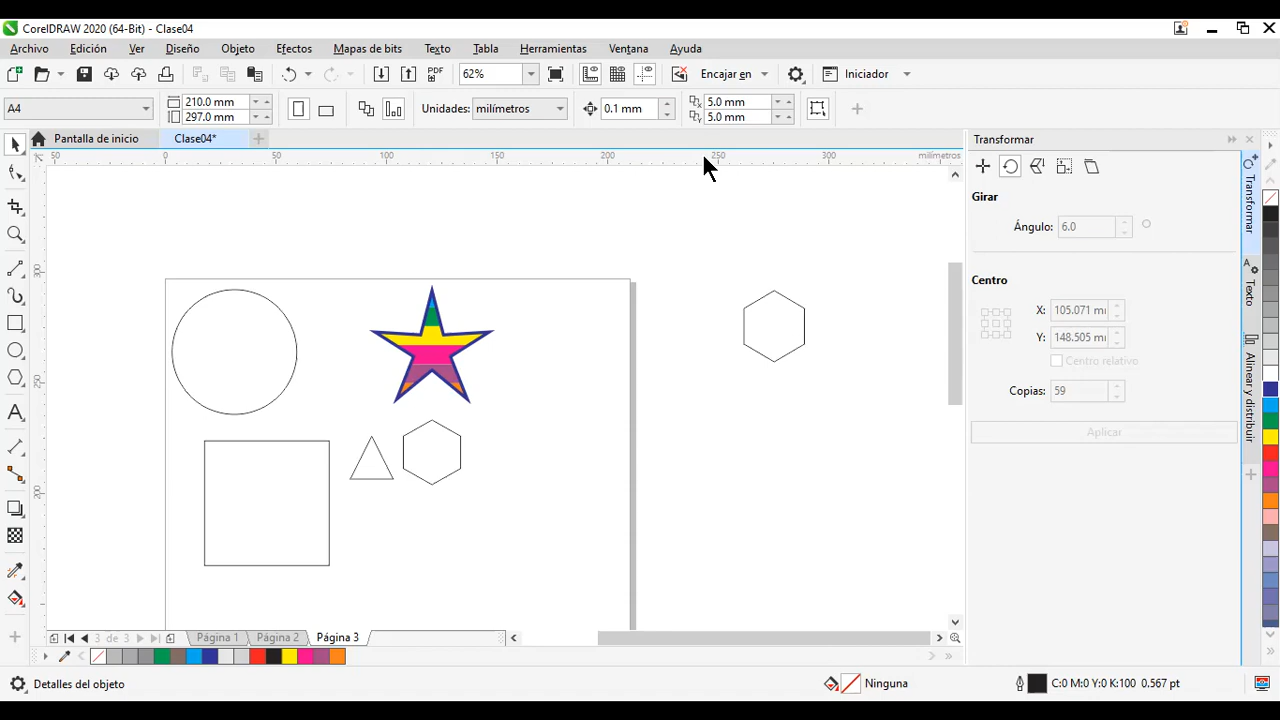 CorelDRAW 2020 (64-Bit) - Clase04
Archivo Edición Ver Diseño Objeto Efectos Mapas de bits Texto Tabla Herramientas Ventana Ayuda
PDF 62% Encajar en Iniciador
A4 210.0 mm 297.0 mm Unidades: milímetros 0.1 mm 5.0 mm 5.0 mm
Pantalla de inicio Clase04*
50 0 50 100 150 200 250 300 milímetros
300
250
200
Transformar
Girar
Ángulo: 6.0
Centro
X: 105.071 m
Y: 148.505 m
Centro relativo
Copias: 59
Aplicar
Transformar
Texto
Alinear y distribuir
3 de 3 Página 1 Página 2 Página 3
Detalles del objeto Ninguna C:0 M:0 Y:0 K:100 0.567 pt